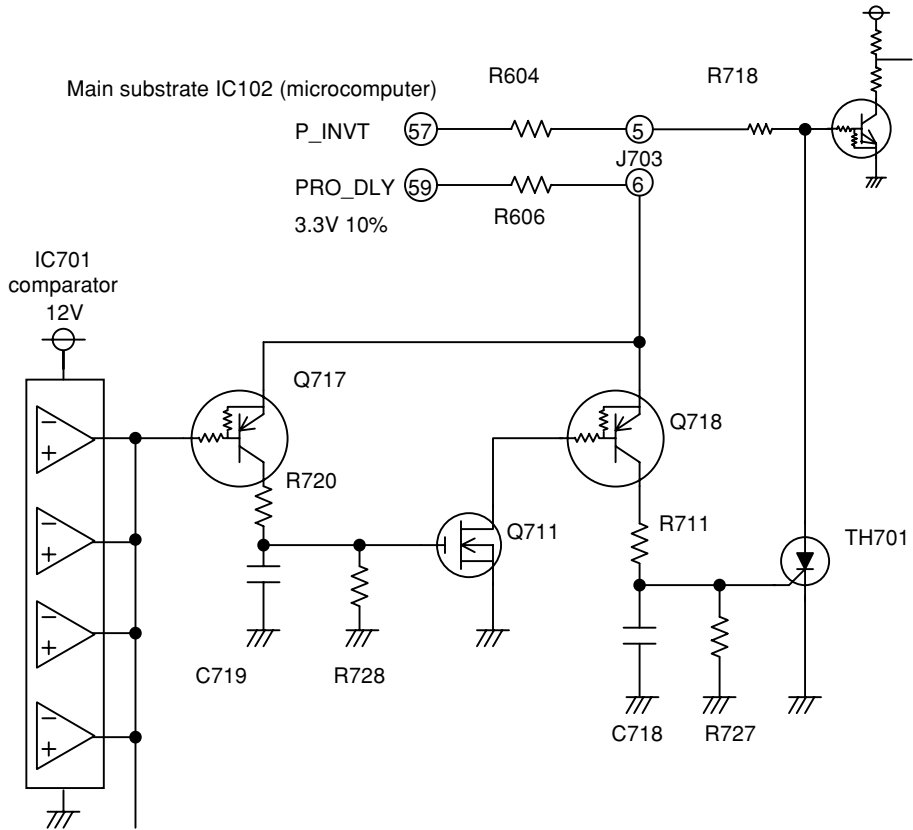 R604
R718
Main substrate IC102 (microcomputer)
P_INVT
57
5
J703
PRO_DLY
59
6
3.3V 10%
R606
IC701
comparator
12V
Q717
Q718
R720
Q711
R711
TH701
C719
R728
C718
R727